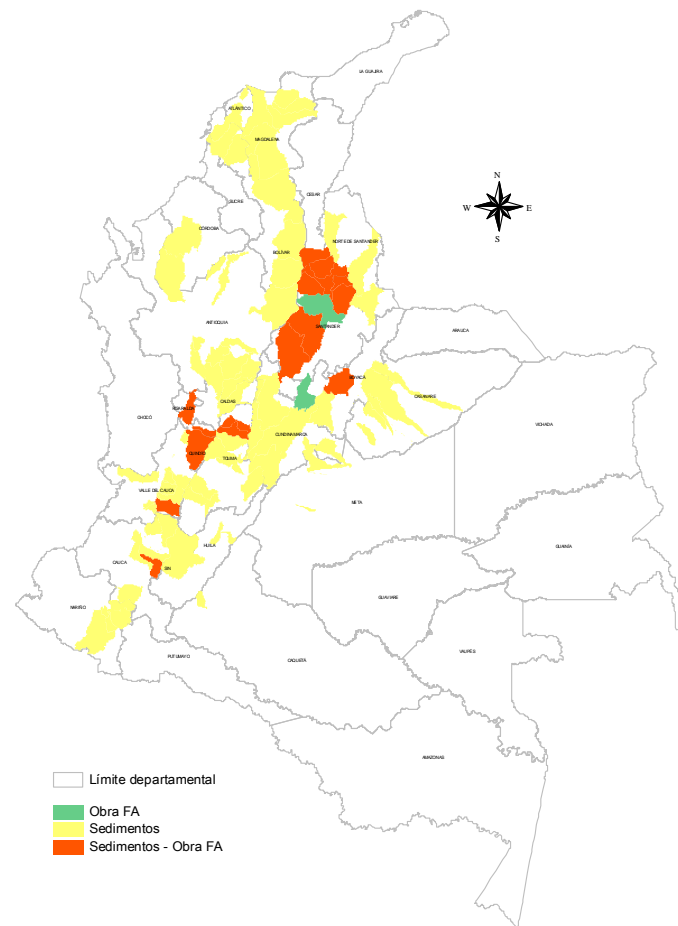 LA GUAJIRA
ATLÁNTICO
MAGDALENA
N
W E
S
CESAR
SUCRE
CÓRDOBA
NORTE DE SANTANDER
BOLÍVAR
ANTIOQUIA
SANTANDER
ARAUCA
BOYACÁ
CASANARE
CALDAS
RISARALDA
CHOCÓ
VICHADA
CUNDINAMARCA
QUINDÍO
TOLIMA
VALLE DEL CAUCA
META
HUILA
GUAINÍA
CAUCA
SIN
GUAVIARE
NARIÑO
VAUPÉS
PUTUMAYO
CAQUETÁ
AMAZONAS
Límite departamental
Obra FA
Sedimentos
Sedimentos - Obra FA